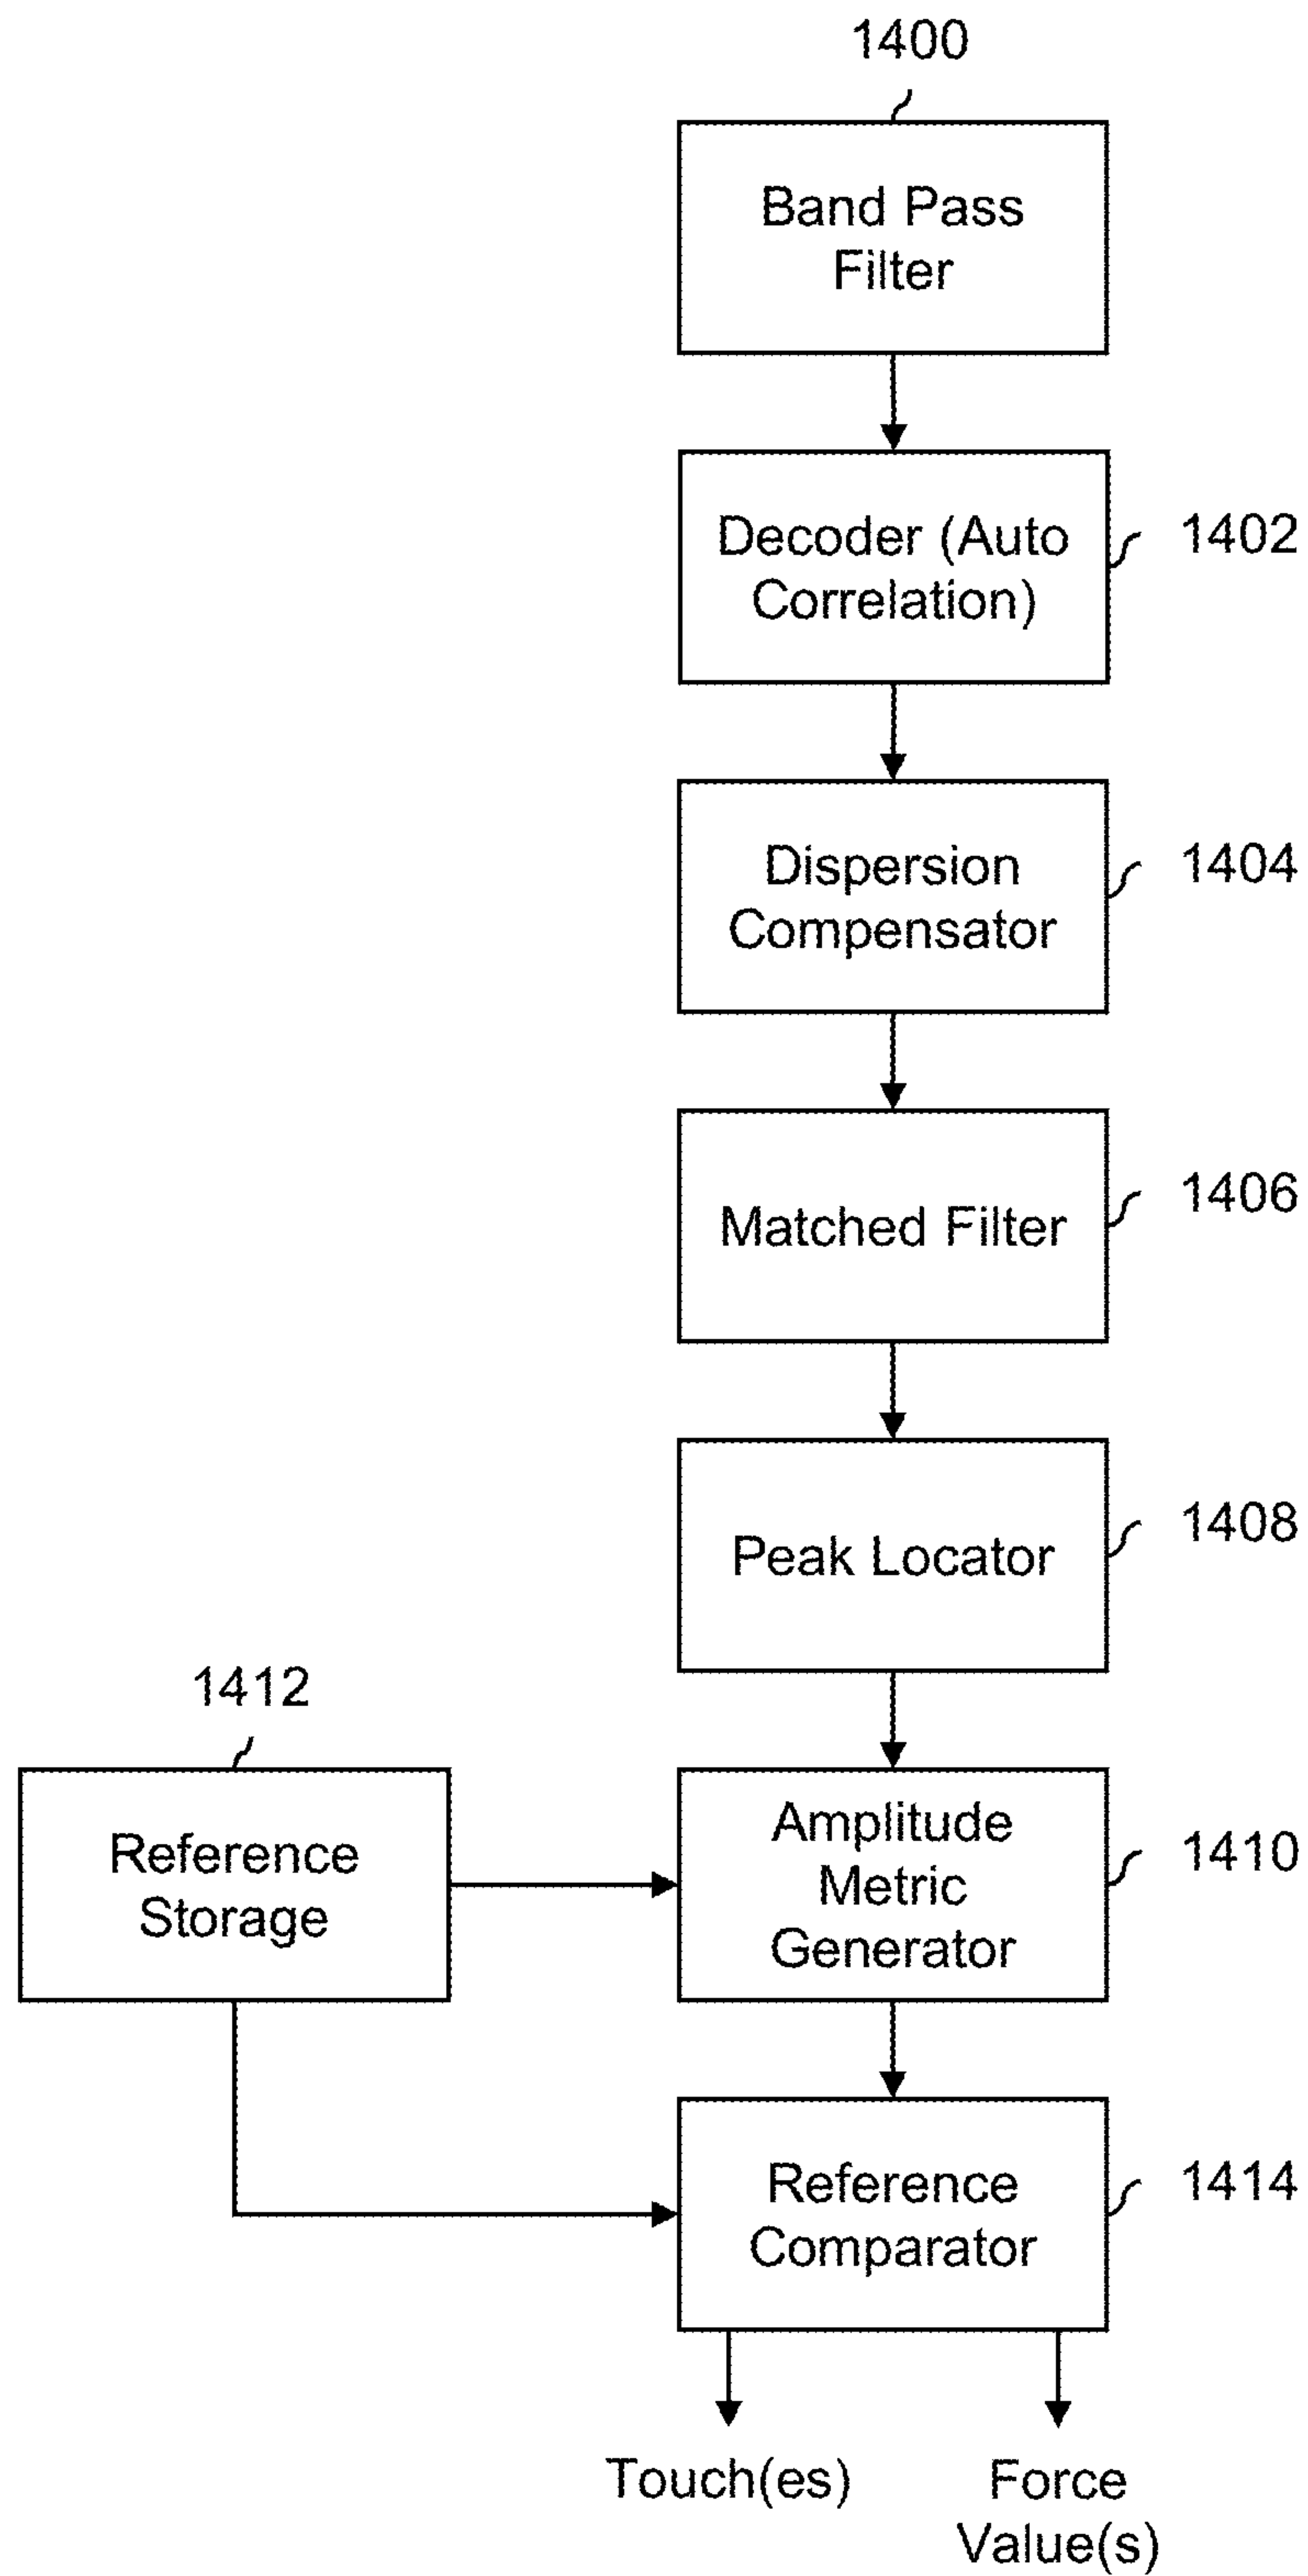 1400
Band Pass
Filter
Decoder (Auto
Correlation)
1402
Dispersion
Compensator
1404
Matched Filter
1406
Peak Locator
1408
1412
Reference
Storage
Amplitude
Metric
Generator
1410
Reference
Comparator
1414
Touch(es)
Force
Value(s)